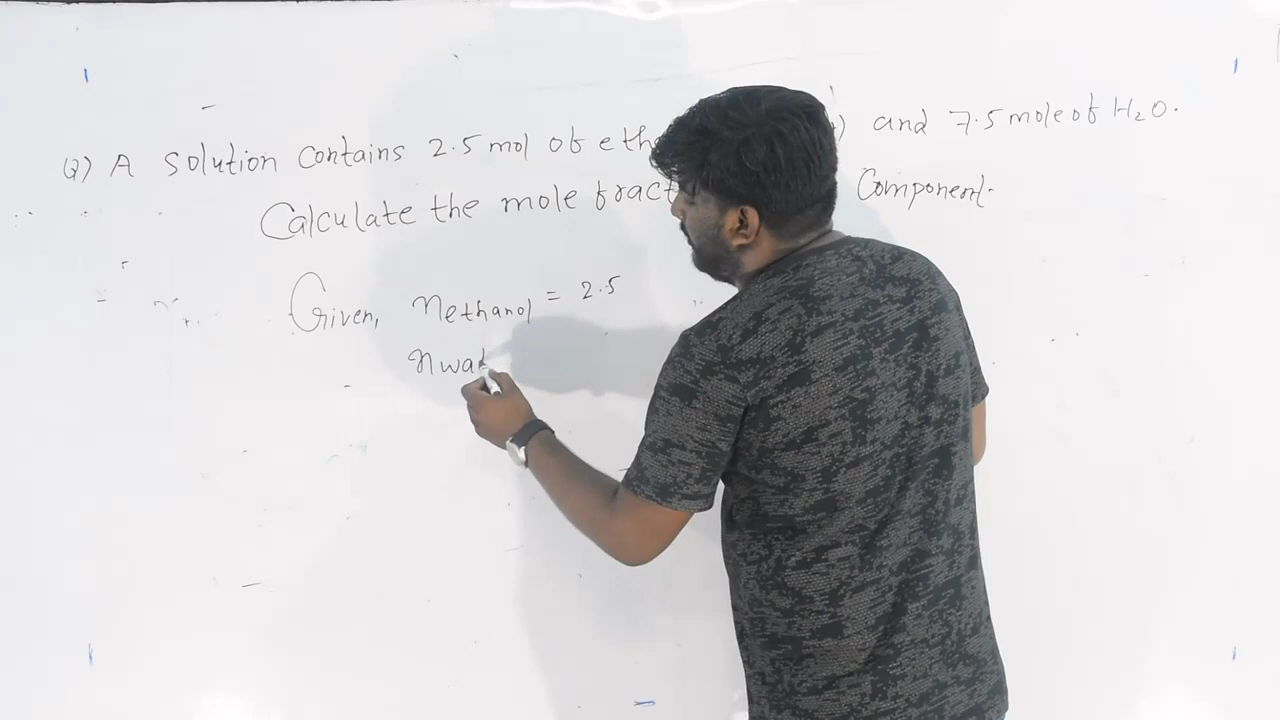 Q) A solution contains 2.5 mol of eth ) and 7.5 mole of H₂O.
Calculate the mole fract Component.
Given, nethanol = 2.5
nwat